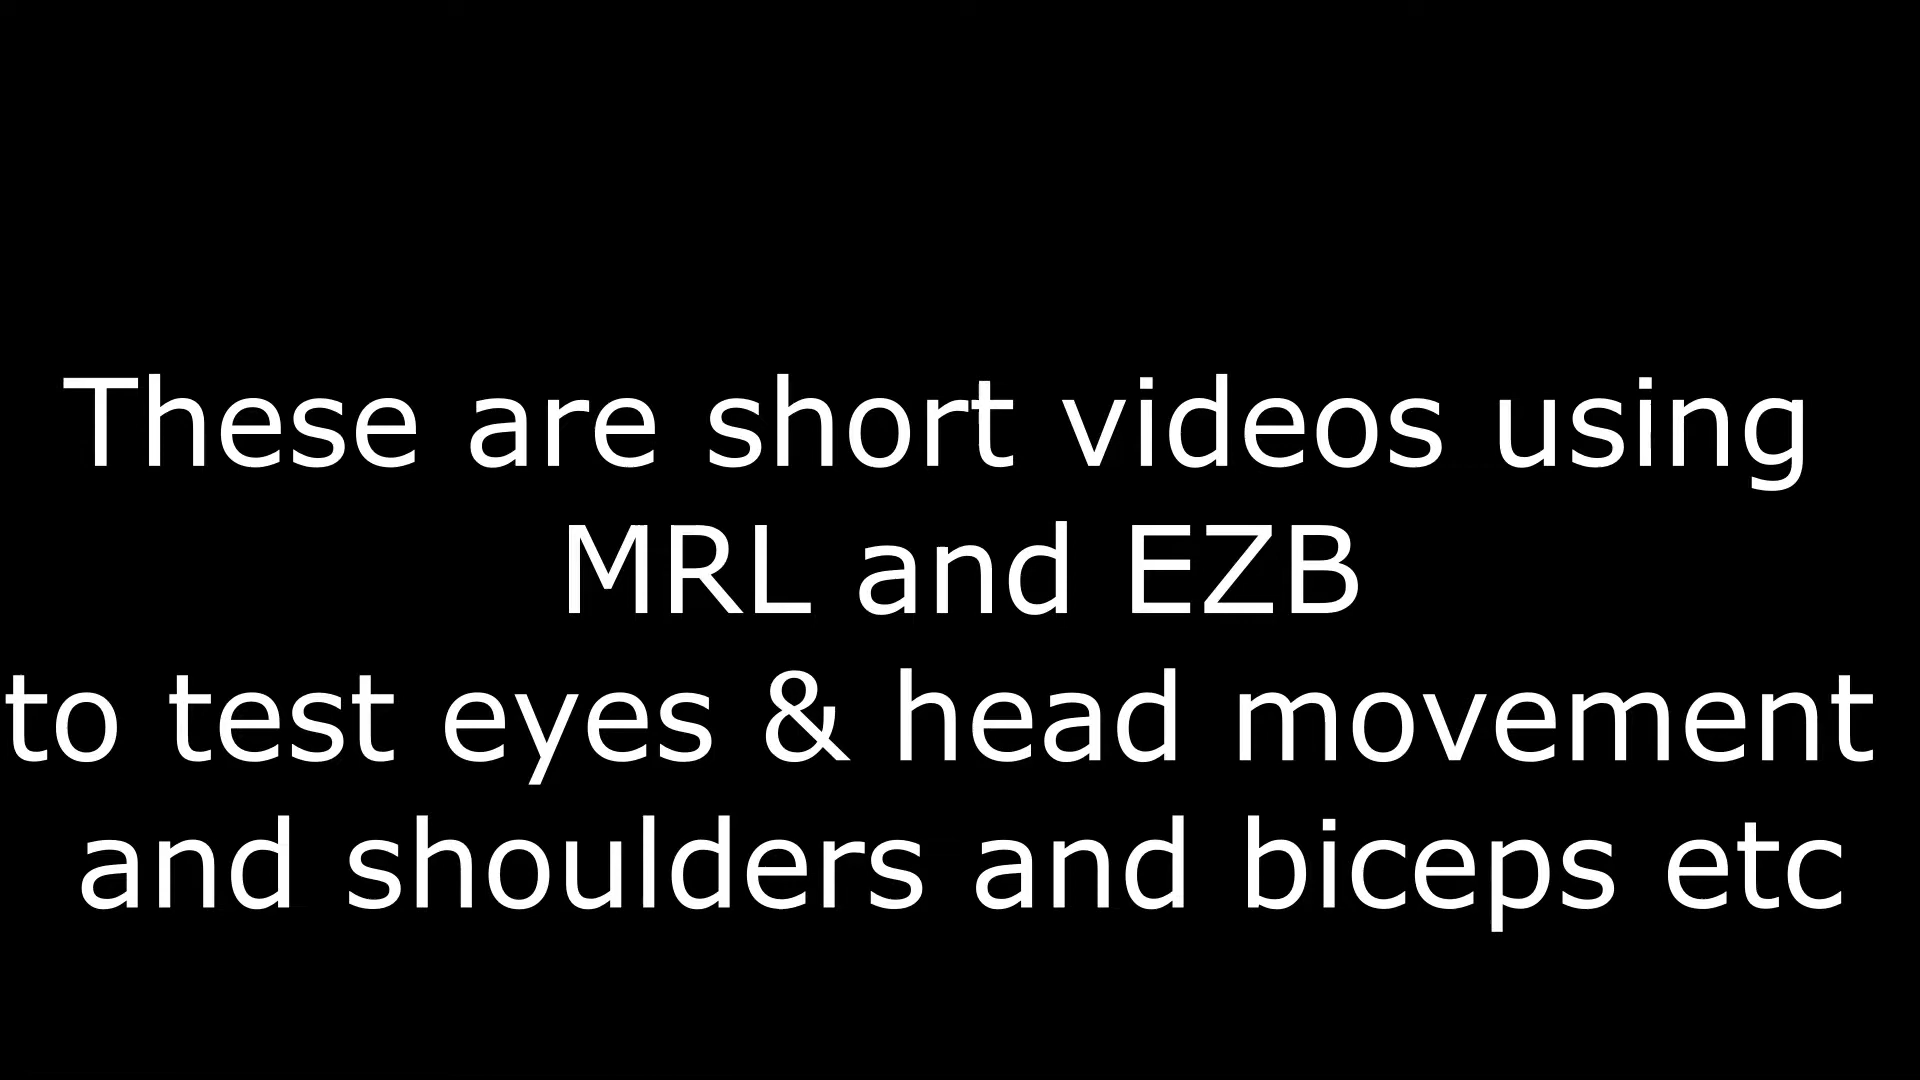 These are short videos using
MRL and EZB
to test eyes & head movement
and shoulders and biceps etc